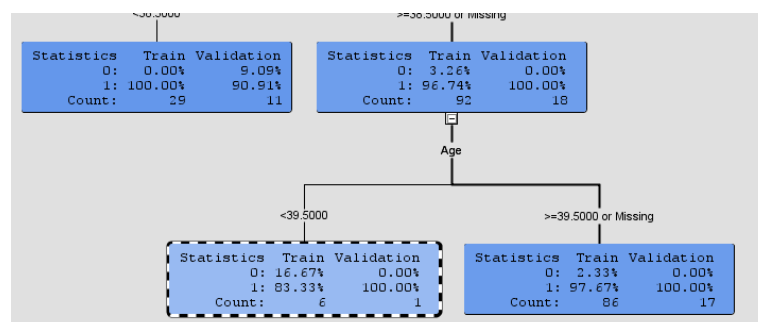 <38.5000 >=38.5000 or Missing
Statistics Train Validation
0: 0.00% 9.09%
1: 100.00% 90.91%
Count: 29 11
Statistics Train Validation
0: 3.26% 0.00%
1: 96.74% 100.00%
Count: 92 18
Age
<39.5000 >=39.5000 or Missing
Statistics Train Validation
0: 16.67% 0.00%
1: 83.33% 100.00%
Count: 6 1
Statistics Train Validation
0: 2.33% 0.00%
1: 97.67% 100.00%
Count: 86 17